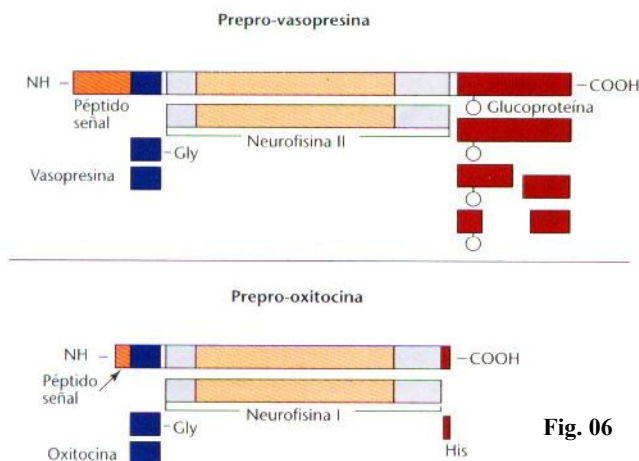 Prepro-vasopresina
NH
COOH
Péptido
señal
Glucoproteína
Neurofisina II
Gly
Vasopresina
Prepro-oxitocina
NH
COOH
Péptido
señal
Neurofisina I
Gly
Oxitocina
His
Fig. 06